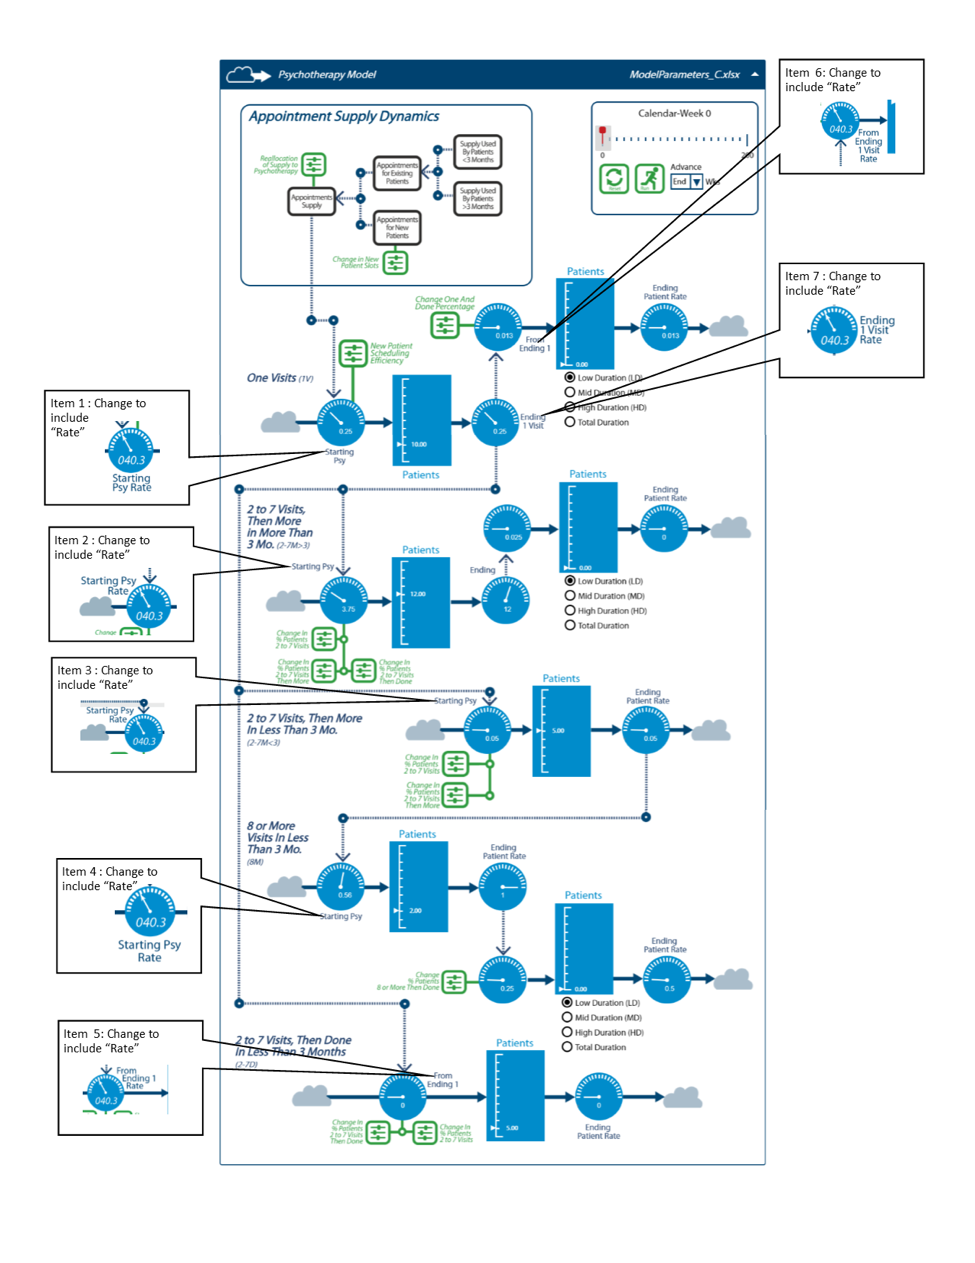 Psychotherapy Model
ModelParameters_C.xlsx
Item 6: Change to
include “Rate”
040.3
From
Ending
1 Visit
Rate
Appointment Supply Dynamics
Reallocation
of Supply to
Psychotherapy
Appointments
Supply
Appointments
for Existing
Patients
Appointments
for New
Patients
Supply Used
By Patients
<3 Months
Supply Used
By Patients
>3 Months
Change in New
Patient Slots
Calendar-Week 0
0
Advance
End
Wks
Item 7 : Change to
include “Rate”
040.3
Ending
1 Visit
Rate
Change One And
Done Percentage
0.013
From
Ending 1
Patients
0.00
Ending
Patient Rate
0.013
Low Duration (LD)
Mid Duration (MD)
High Duration (HD)
Total Duration
New Patient
Scheduling
Efficiency
One Visits (1V)
0.25
Starting
Psy
10.00
Patients
0.25
Ending
1 Visit
Item 1 : Change to
include
“Rate”
040.3
Starting
Psy Rate
2 to 7 Visits,
Then More
in More Than
3 Mo. (2-7M>3)
Starting Psy
3.75
Patients
12.00
Ending
12
0.025
Patients
0.00
Ending
Patient Rate
0
Low Duration (LD)
Mid Duration (MD)
High Duration (HD)
Total Duration
Item 2 : Change to
include “Rate”
Starting Psy
Rate
040.3
Change
Change In
% Patients
2 to 7 Visits
Change In
% Patients
2 to 7 Visits
Then More
Change In
% Patients
2 to 7 Visits
Then Done
Item 3 : Change to
include “Rate”
Starting Psy
Rate
040.3
2 to 7 Visits, Then More
In Less Than 3 Mo.
(2-7M<3)
Starting Psy
0.05
Patients
5.00
Ending
Patient Rate
0.05
Change In
% Patients
2 to 7 Visits
Change In
% Patients
2 to 7 Visits
Then More
8 or More
Visits In Less
Than 3 Mo.
(8M)
0.56
Starting Psy
Patients
2.00
Ending
Patient Rate
1
Item 4 : Change to
include “Rate”
040.3
Starting Psy
Rate
Change
% Patients
8 or More Then Done
0.25
Patients
0.00
Ending
Patient Rate
0.5
Low Duration (LD)
Mid Duration (MD)
High Duration (HD)
Total Duration
Item 5: Change to
include “Rate”
From
Ending 1
Rate
040.3
2 to 7 Visits, Then Done
In Less Than 3 Months
(2-7D)
From
Ending 1
0
Patients
5.00
0
Ending
Patient Rate
Change In
% Patients
2 to 7 Visits
Then Done
Change In
% Patients
2 to 7 Visits